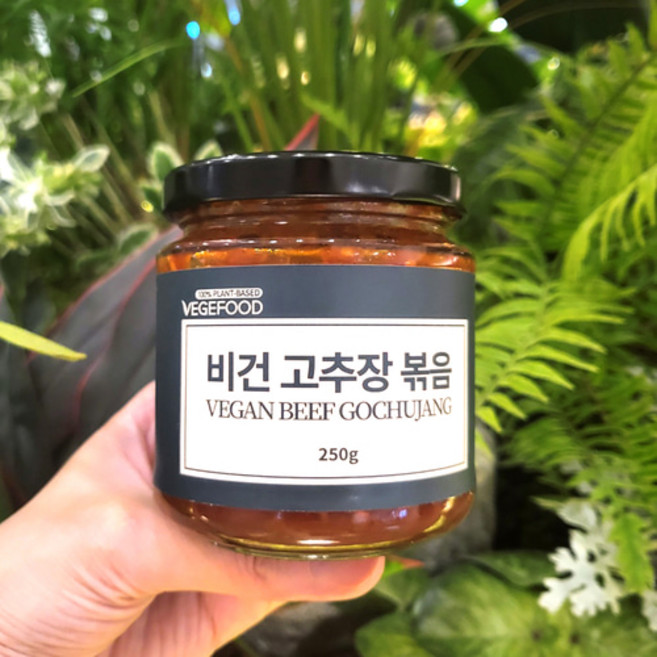 100% PLANT-BASED
VEGEFOOD
비건 고추장 볶음
VEGAN BEEF GOCHUJANG
250g